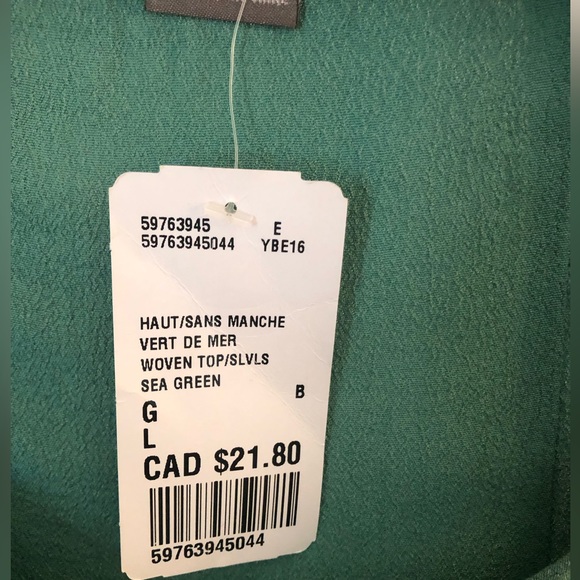 59763945 E
59763945044 YBE16
HAUT/SANS MANCHE
VERT DE MER
WOVEN TOP/SLVLS
SEA GREEN
B
G
L
CAD $21.80
59763945044